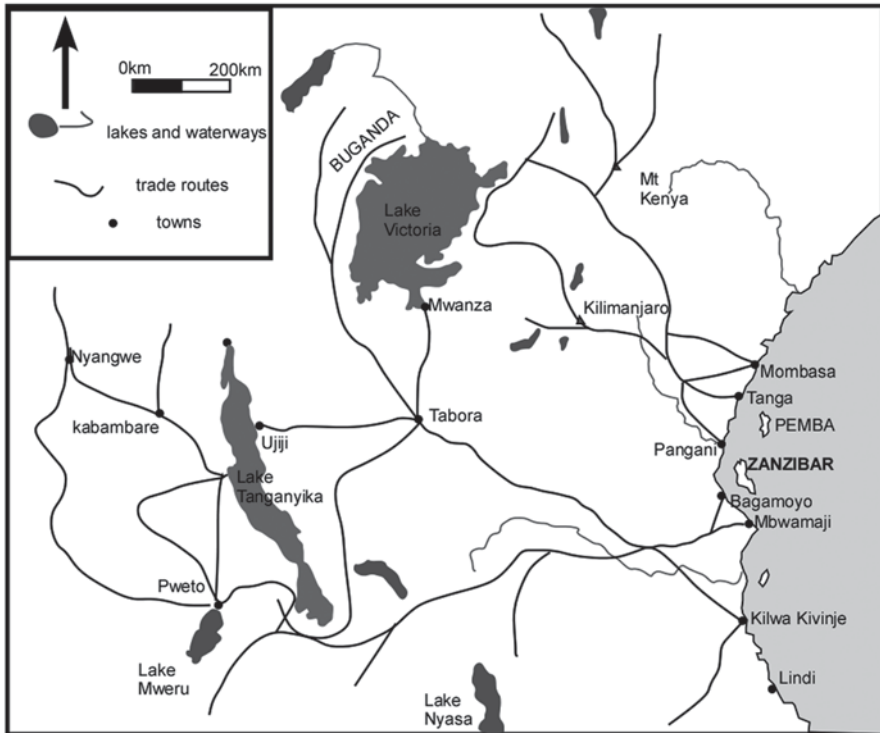 0km 200km
lakes and waterways
trade routes
towns
BUGANDA
Lake
Victoria
Mt
Kenya
Mwanza
Kilimanjaro
Nyangwe
Mombasa
Tanga
kabambare
Tabora
PEMBA
Ujiji
Pangani
Lake
Tanganyika
ZANZIBAR
Bagamoyo
Mbwamaji
Pweto
Kilwa Kivinje
Lake
Mweru
Lindi
Lake
Nyasa